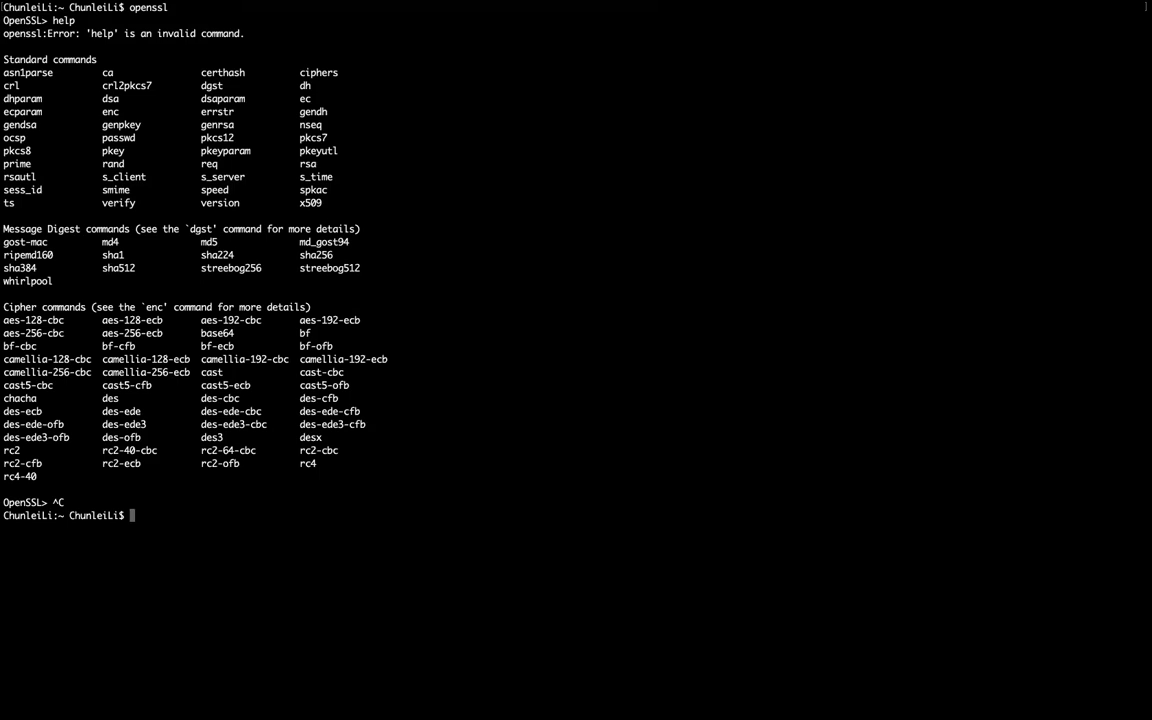 ChunleiLi:~ ChunleiLi$ openssl
OpenSSL> help
openssl:Error: 'help' is an invalid command.
Standard commands
asn1parse ca certhash ciphers
crl crl2pkcs7 dgst dh
dhparam dsa dsaparam ec
ecparam enc errstr gendh
gendsa genpkey genrsa nseq
ocsp passwd pkcs12 pkcs7
pkcs8 pkey pkeyparam pkeyutl
prime rand req rsa
rsautl s_client s_server s_time
sess_id smime speed spkac
ts verify version x509
Message Digest commands (see the `dgst' command for more details)
gost-mac md4 md5 md_gost94
ripemd160 sha1 sha224 sha256
sha384 sha512 streebog256 streebog512
whirlpool
Cipher commands (see the `enc' command for more details)
aes-128-cbc aes-128-ecb aes-192-cbc aes-192-ecb
aes-256-cbc aes-256-ecb base64 bf
bf-cbc bf-cfb bf-ecb bf-ofb
camellia-128-cbc camellia-128-ecb camellia-192-cbc camellia-192-ecb
camellia-256-cbc camellia-256-ecb cast cast-cbc
cast5-cbc cast5-cfb cast5-ecb cast5-ofb
chacha des des-cbc des-cfb
des-ecb des-ede des-ede-cbc des-ede-cfb
des-ede-ofb des-ede3 des-ede3-cbc des-ede3-cfb
des-ede3-ofb des-ofb des3 desx
rc2 rc2-40-cbc rc2-64-cbc rc2-cbc
rc2-cfb rc2-ecb rc2-ofb rc4
rc4-40
OpenSSL> ^C
ChunleiLi:~ ChunleiLi$